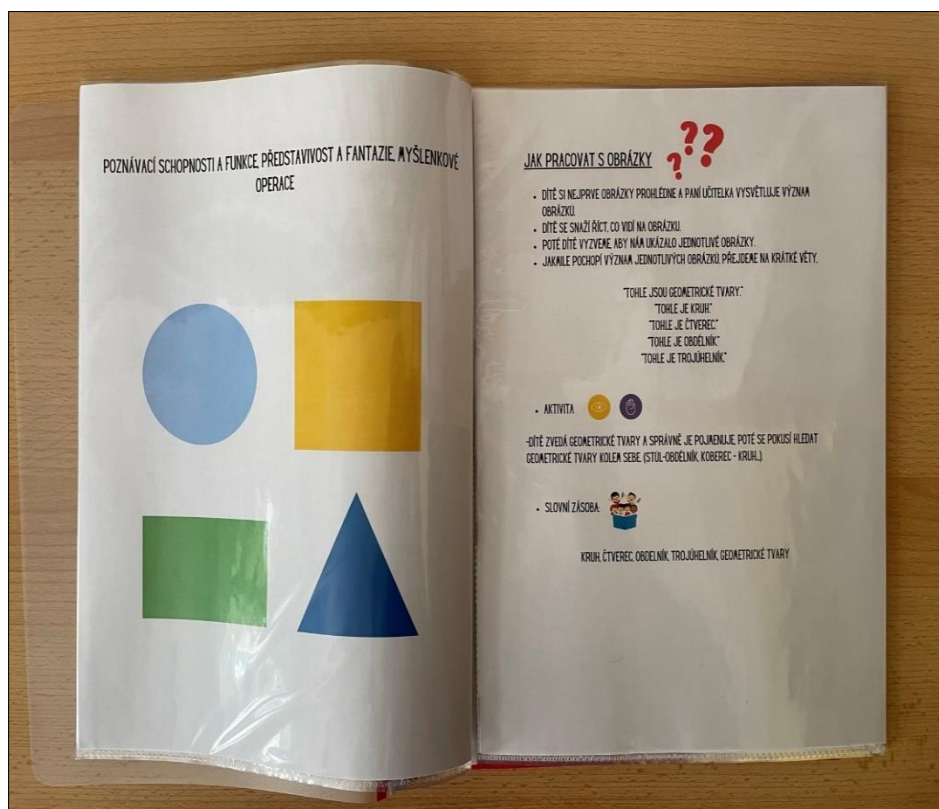 POZNÁVACÍ SCHOPNOSTI A FUNKCE, PŘEDSTAVIVOST A FANTAZIE, MYŠLENKOVÉ
OPERACE
JAK PRACOVAT S OBRÁZKY
???
• DÍTĚ SI NEJPRVE OBRÁZKY PROHLÉDNE A PANÍ UČITELKA VYSVĚTLUJE VÝZNAM
OBRÁZKŮ.
• DÍTĚ SE SNAŽÍ ŘÍCT, CO VIDÍ NA OBRÁZKU.
• POTÉ DÍTĚ VYZVEME, ABY NÁM UKÁZALO JEDNOTLIVÉ OBRÁZKY.
• JAKMILE POCHOPÍ VÝZNAM JEDNOTLIVÝCH OBRÁZKŮ, PŘEJDEME NA KRÁTKÉ VĚTY.
"TOHLE JSOU GEOMETRICKÉ TVARY."
"TOHLE JE KRUH."
"TOHLE JE ČTVEREC."
"TOHLE JE OBDÉLNÍK."
"TOHLE JE TROJÚHELNÍK."
• AKTIVITA
-DÍTĚ ZVEDÁ GEOMETRICKÉ TVARY A SPRÁVNĚ JE POJMENUJE, POTÉ SE POKUSÍ HLEDAT
GEOMETRICKÉ TVARY KOLEM SEBE. (STŮL-OBDÉLNÍK, KOBEREC - KRUH...)
• SLOVNÍ ZÁSOBA:
KRUH, ČTVEREC, OBDELNÍK, TROJÚHELNÍK, GEOMETRICKÉ TVARY